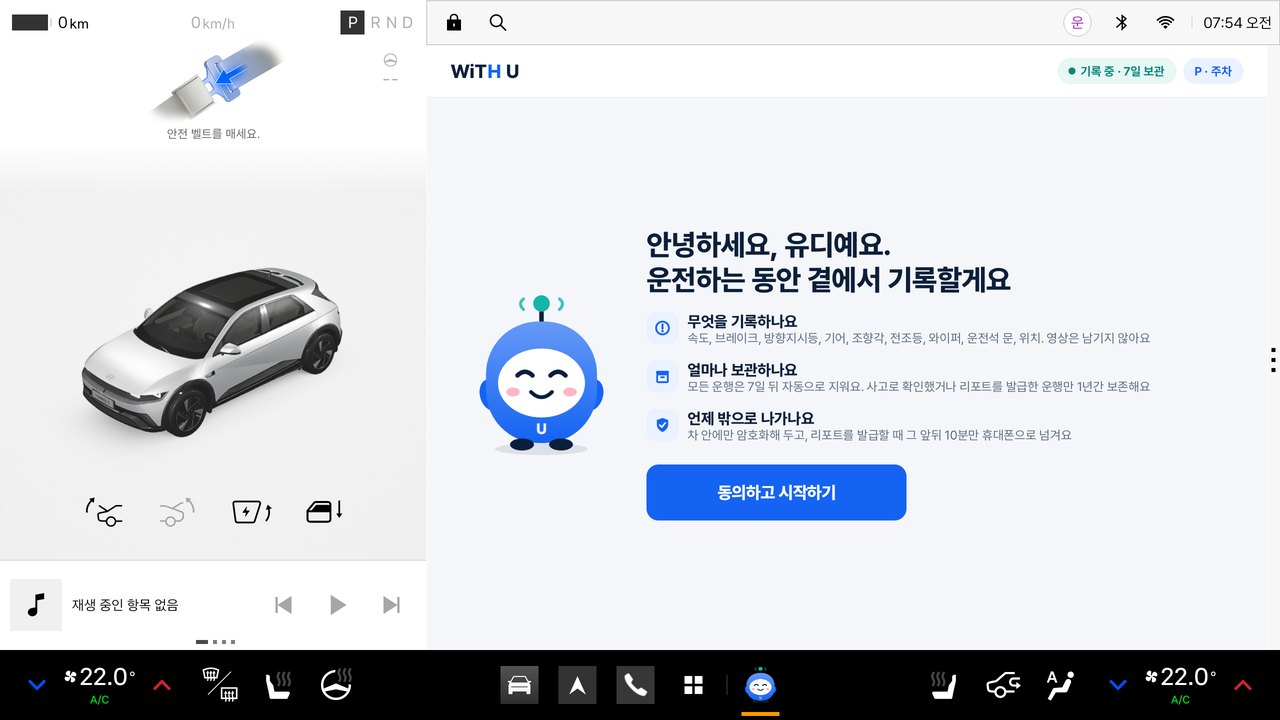 0 km
0 km/h
P R N D
안전 벨트를 매세요.
--
재생 중인 항목 없음
운
07:54 오전
WiTH U
기록 중 · 7일 보관
P · 주차
안녕하세요, 유디예요.
운전하는 동안 곁에서 기록할게요
무엇을 기록하나요
속도, 브레이크, 방향지시등, 기어, 조향각, 전조등, 와이퍼, 운전석 문, 위치. 영상은 남기지 않아요
얼마나 보관하나요
모든 운행은 7일 뒤 자동으로 지워요. 사고로 확인했거나 리포트를 발급한 운행만 1년간 보존해요
언제 밖으로 나가나요
차 안에만 암호화해 두고, 리포트를 발급할 때 그 앞뒤 10분만 휴대폰으로 넘겨요
U
동의하고 시작하기
22.0°
A/C
A
22.0°
A/C